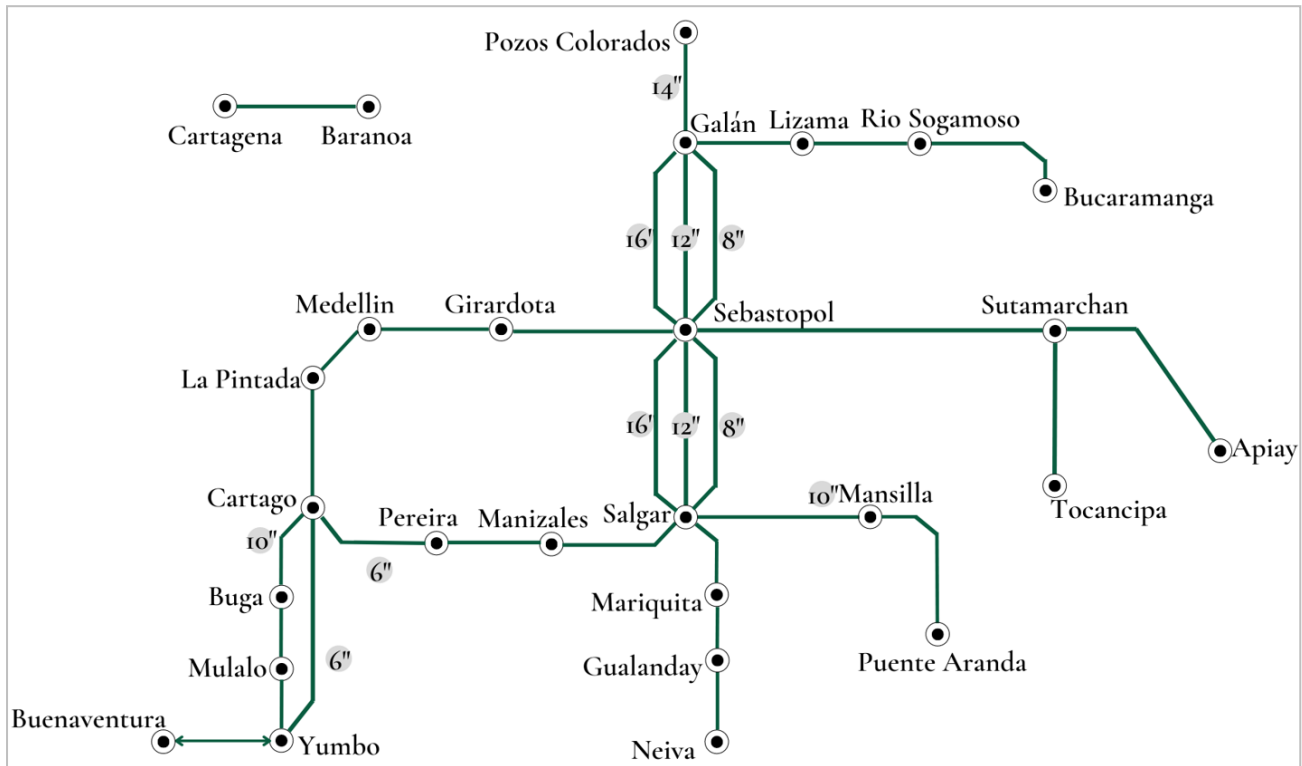 Pozos Colorados
14"
Cartagena
Baranoa
Galán
Lizama
Rio Sogamoso
Bucaramanga
16"
12"
8"
Medellin
Girardota
Sebastopol
Sutamarchan
La Pintada
16"
12"
8"
Apiay
Cartago
Pereira
Manizales
Salgar
10"
Mansilla
Tocancipa
10"
6"
Buga
Mariquita
Mulalo
6"
Gualanday
Puente Aranda
Buenaventura
Yumbo
Neiva